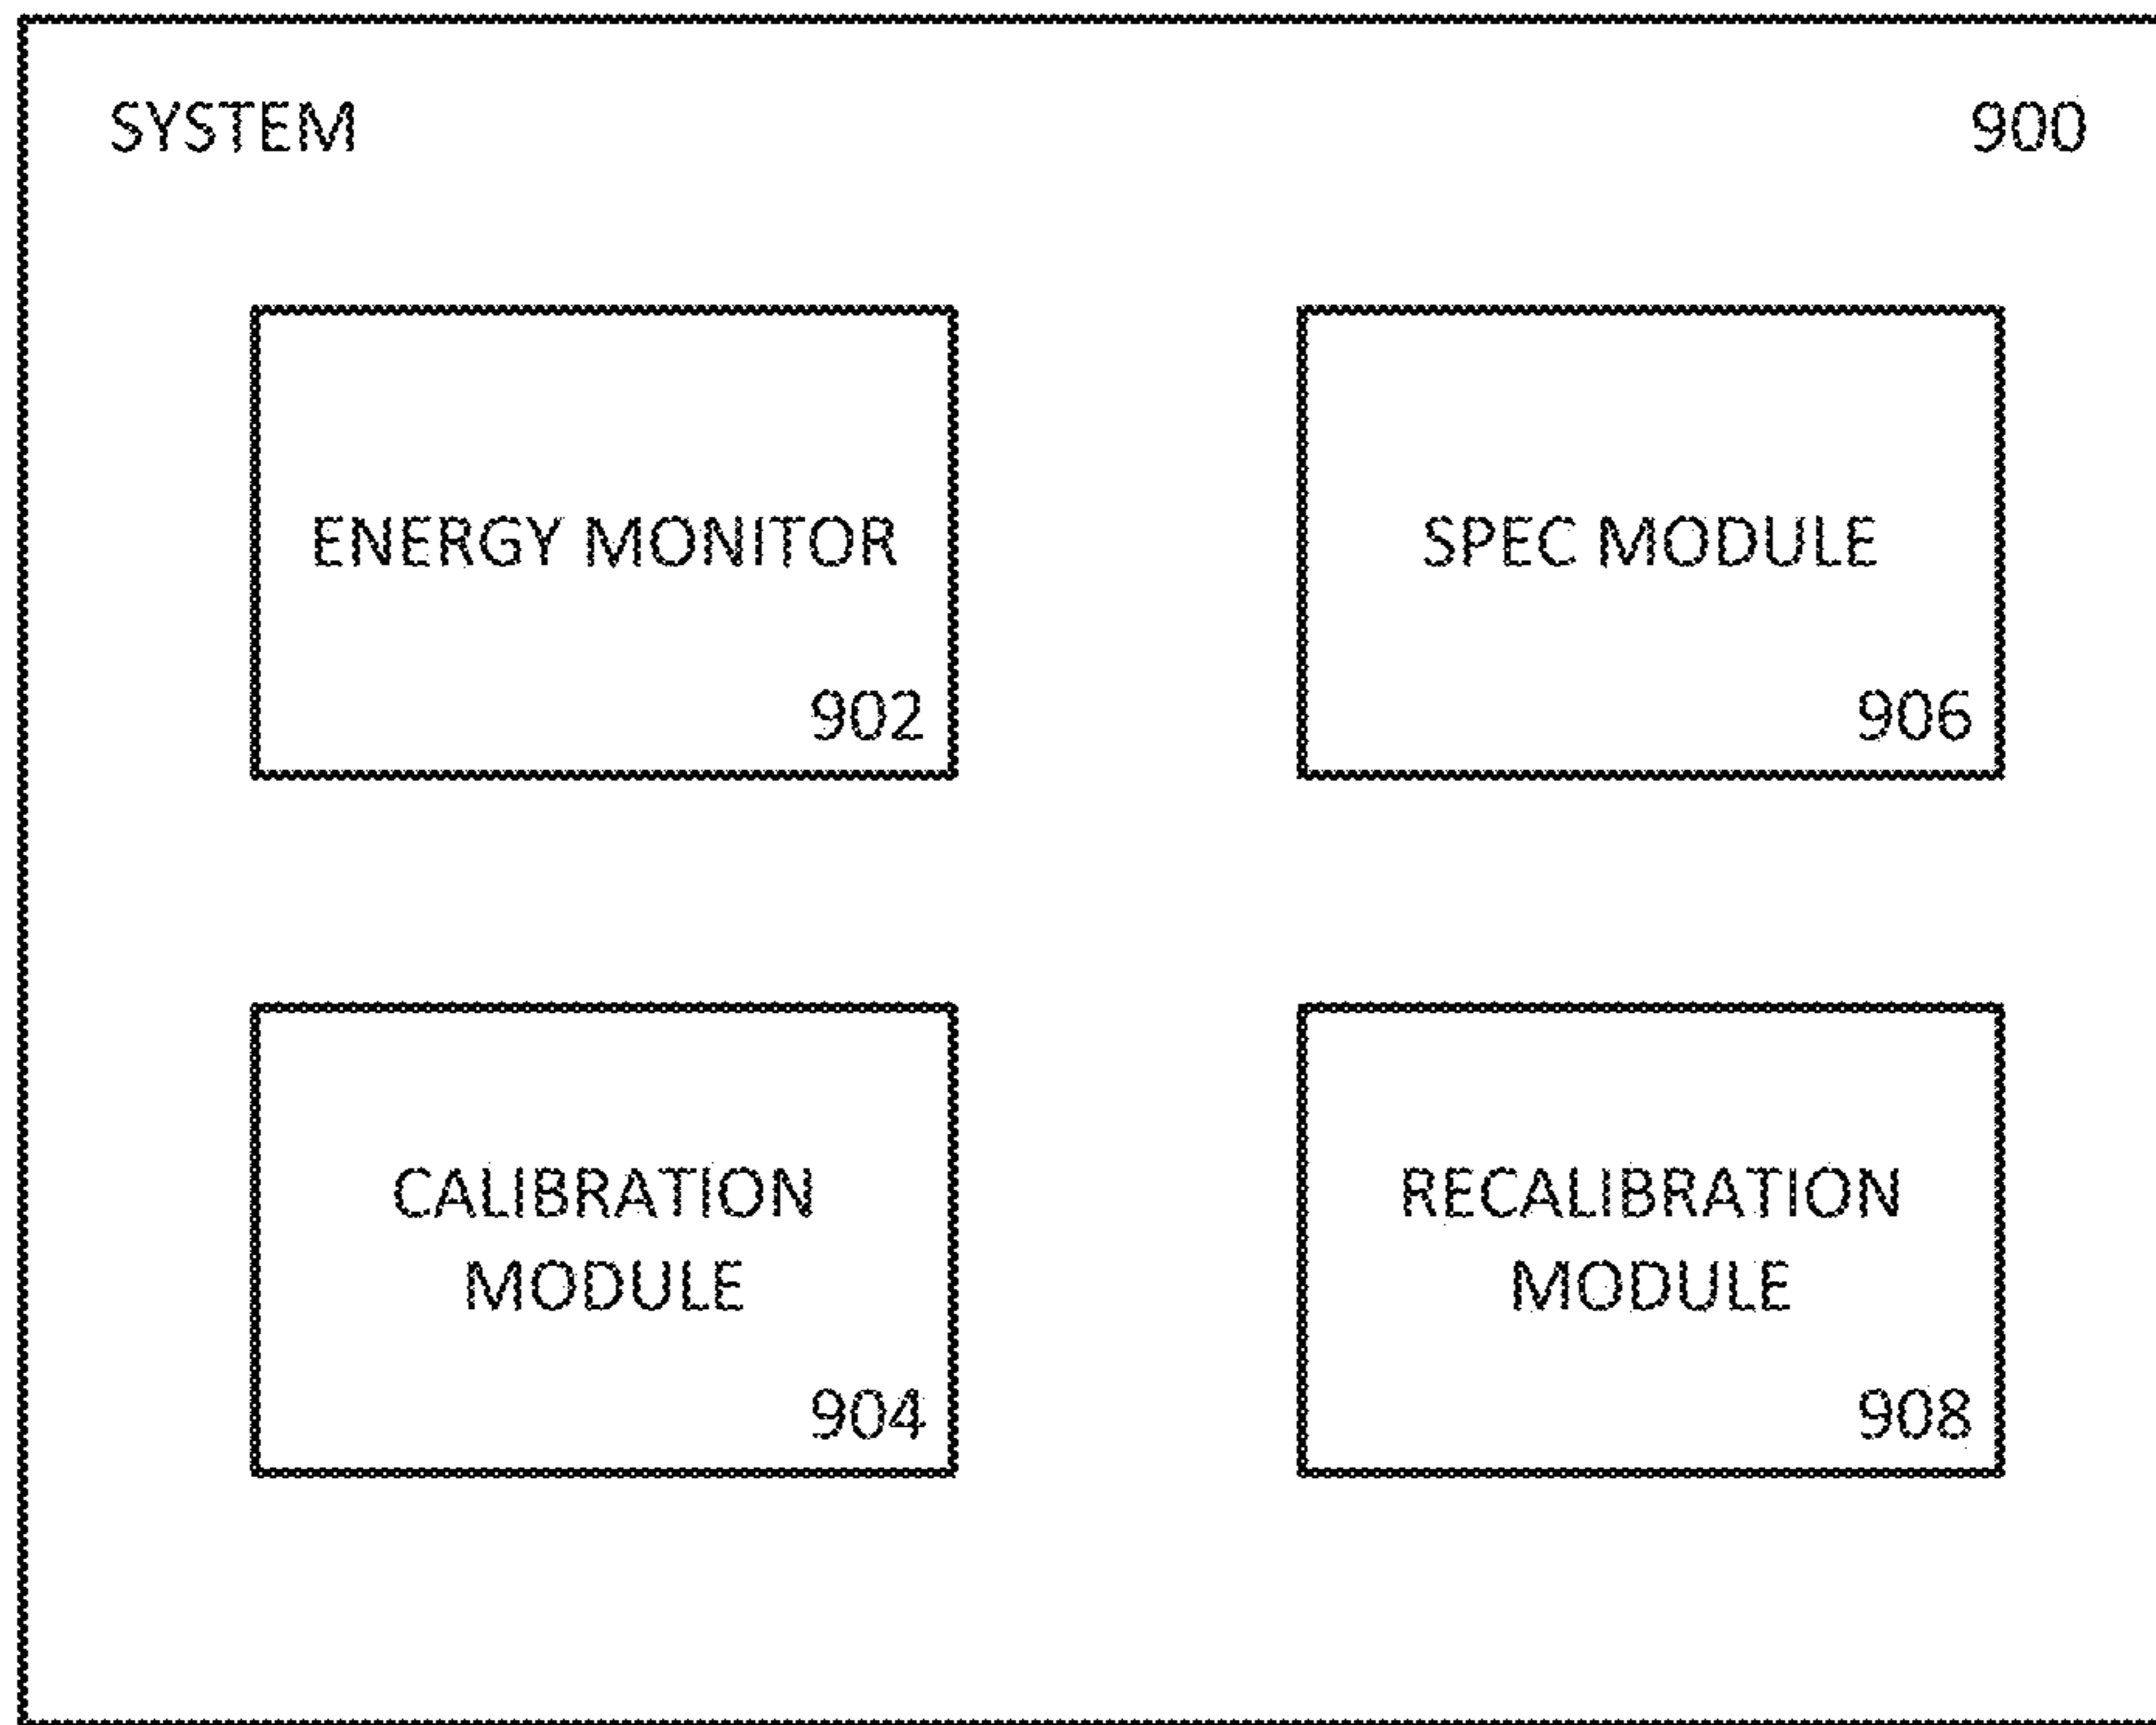 SYSTEM
900
ENERGY MONITOR
902
SPEC MODULE
906
CALIBRATION
MODULE
904
RECALIBRATION
MODULE
908